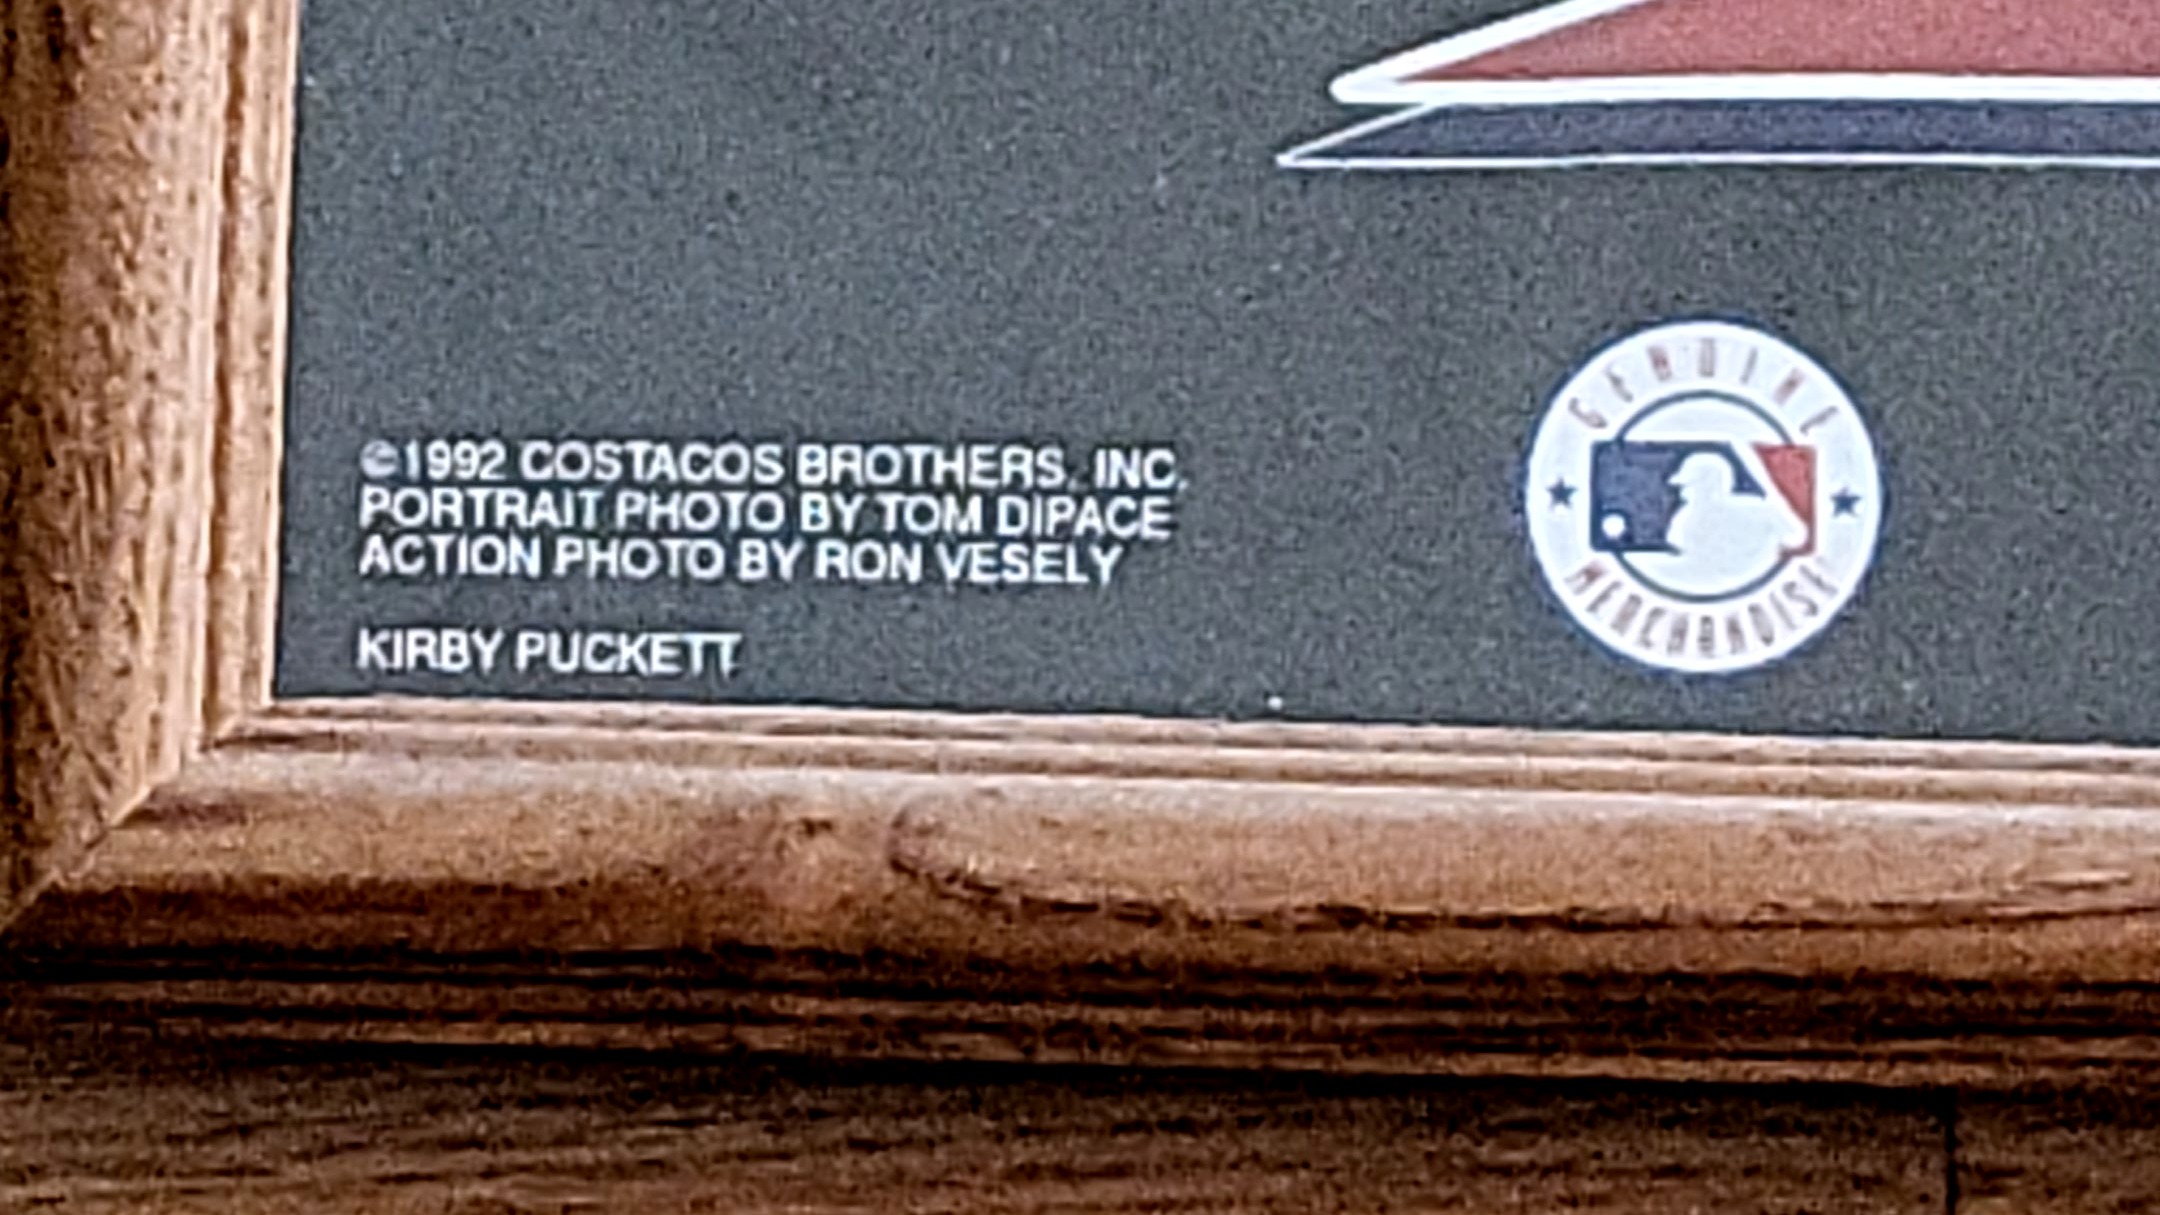 ©1992 COSTACOS BROTHERS, INC.
PORTRAIT PHOTO BY TOM DIPACE
ACTION PHOTO BY RON VESELY
KIRBY PUCKETT
GENUINE
MERCHANDISE